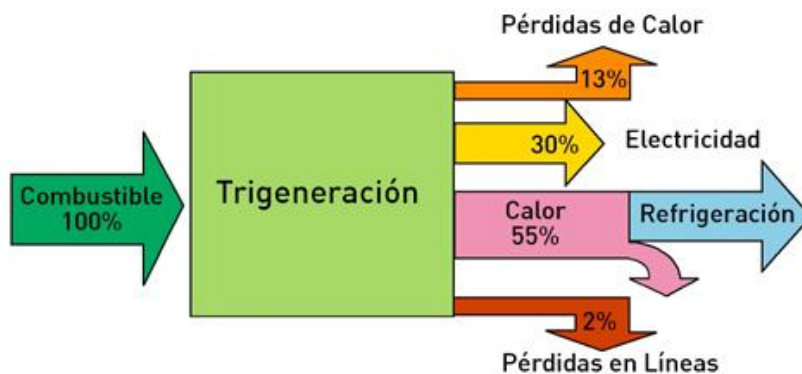 Pérdidas de Calor
13%
Combustible
100%
Trigeneración
30%
Electricidad
Calor
55%
Refrigeración
2%
Pérdidas en Líneas